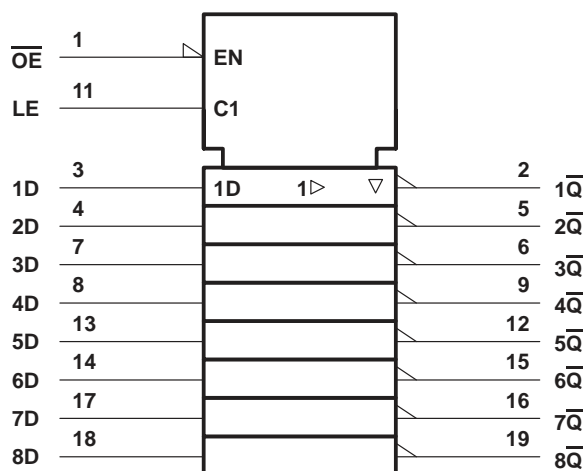 1
O̅E̅ EN
11
LE C1
3 2
1D 1D 1 1Q̅
4 5
2D 2Q̅
7 6
3D 3Q̅
8 9
4D 4Q̅
13 12
5D 5Q̅
14 15
6D 6Q̅
17 16
7D 7Q̅
18 19
8D 8Q̅